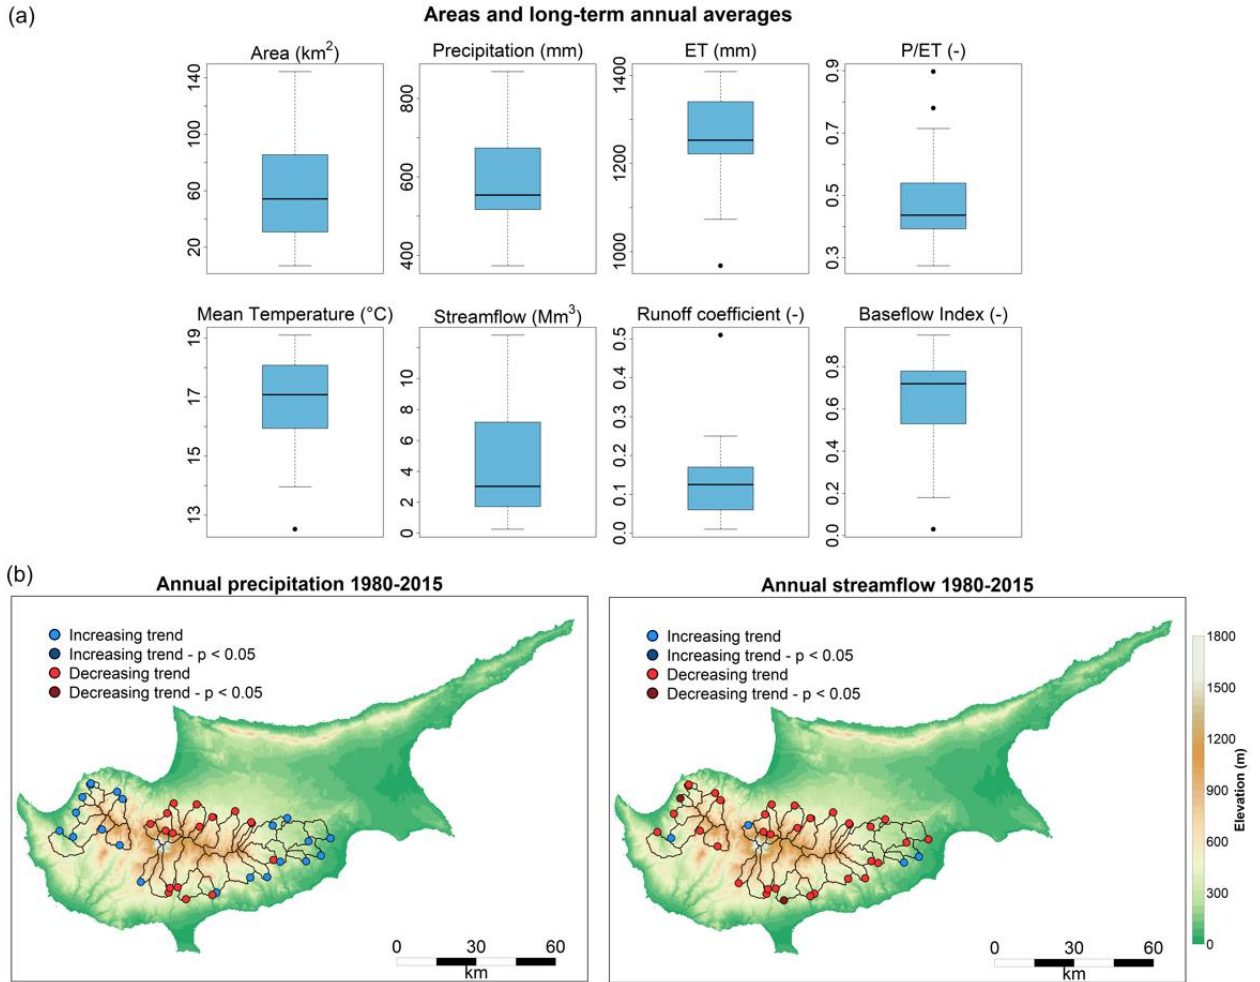 (a)
Areas and long-term annual averages
Area (km²)
Precipitation (mm)
ET (mm)
P/ET (-)
140
100
60
20
800
600
400
1400
1200
1000
0.9
0.7
0.5
0.3
Mean Temperature (°C)
Streamflow (Mm³)
Runoff coefficient (-)
Baseflow Index (-)
19
17
15
13
10
8
6
4
2
0
0.5
0.4
0.3
0.2
0.1
0.0
0.8
0.6
0.4
0.2
0.0
(b)
Annual precipitation 1980-2015
Increasing trend
Increasing trend - p < 0.05
Decreasing trend
Decreasing trend - p < 0.05
0 30 60
km
Annual streamflow 1980-2015
Increasing trend
Increasing trend - p < 0.05
Decreasing trend
Decreasing trend - p < 0.05
0 30 60
km
1800
1500
1200
900
600
300
0
Elevation (m)